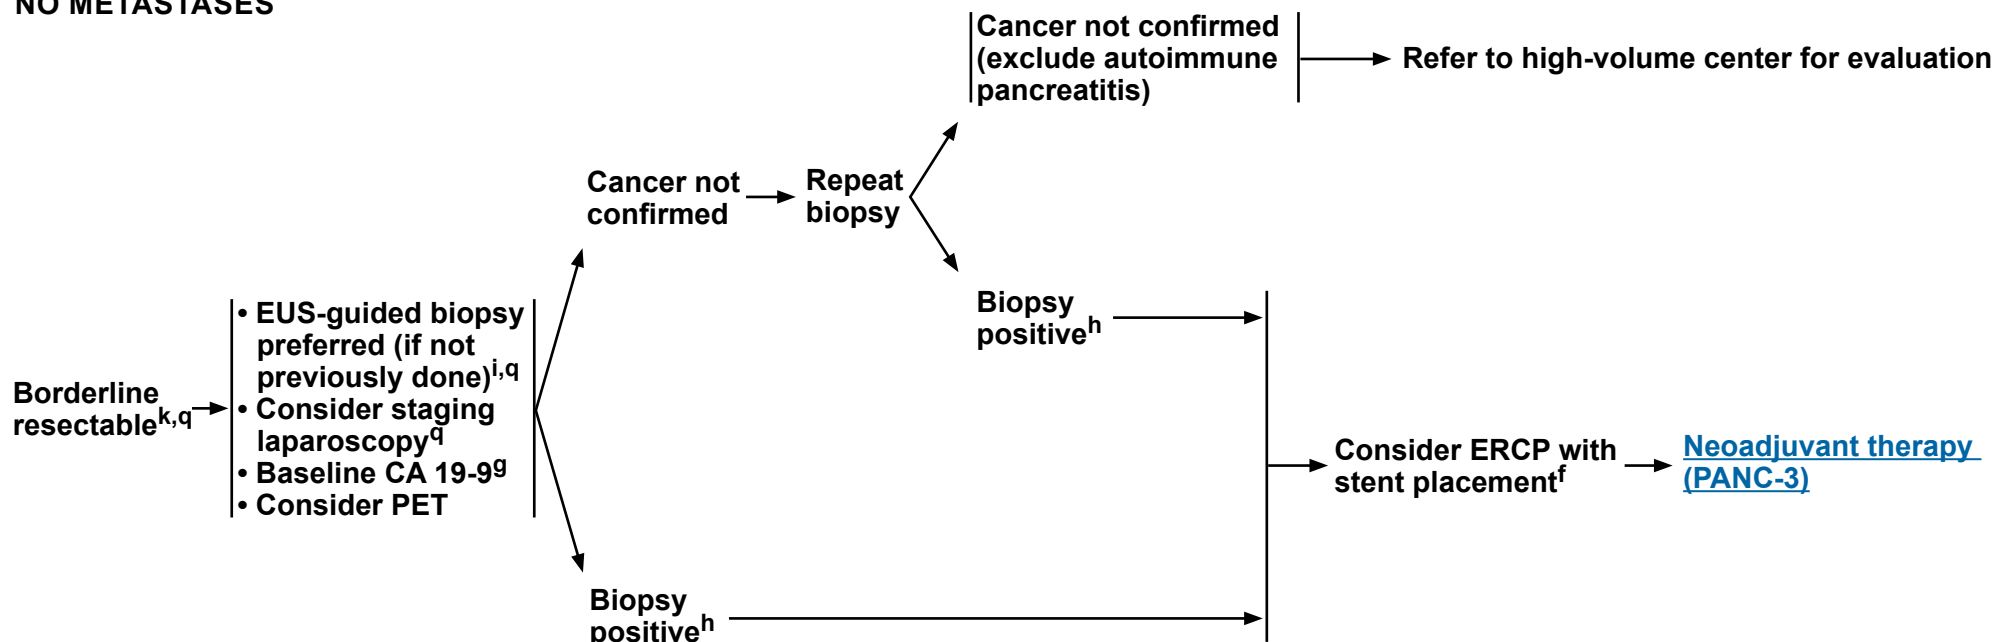 NO METASTASES
Cancer not confirmed
(exclude autoimmune
pancreatitis)
Refer to high-volume center for evaluation
Cancer not
confirmed
Repeat
biopsy
Biopsy
positiveh
Borderline
resectablek,q
• EUS-guided biopsy
preferred (if not
previously done)i,q
• Consider staging
laparoscopyq
• Baseline CA 19-9g
• Consider PET
Consider ERCP with
stent placementf
Neoadjuvant therapy
(PANC-3)
Biopsy
positiveh